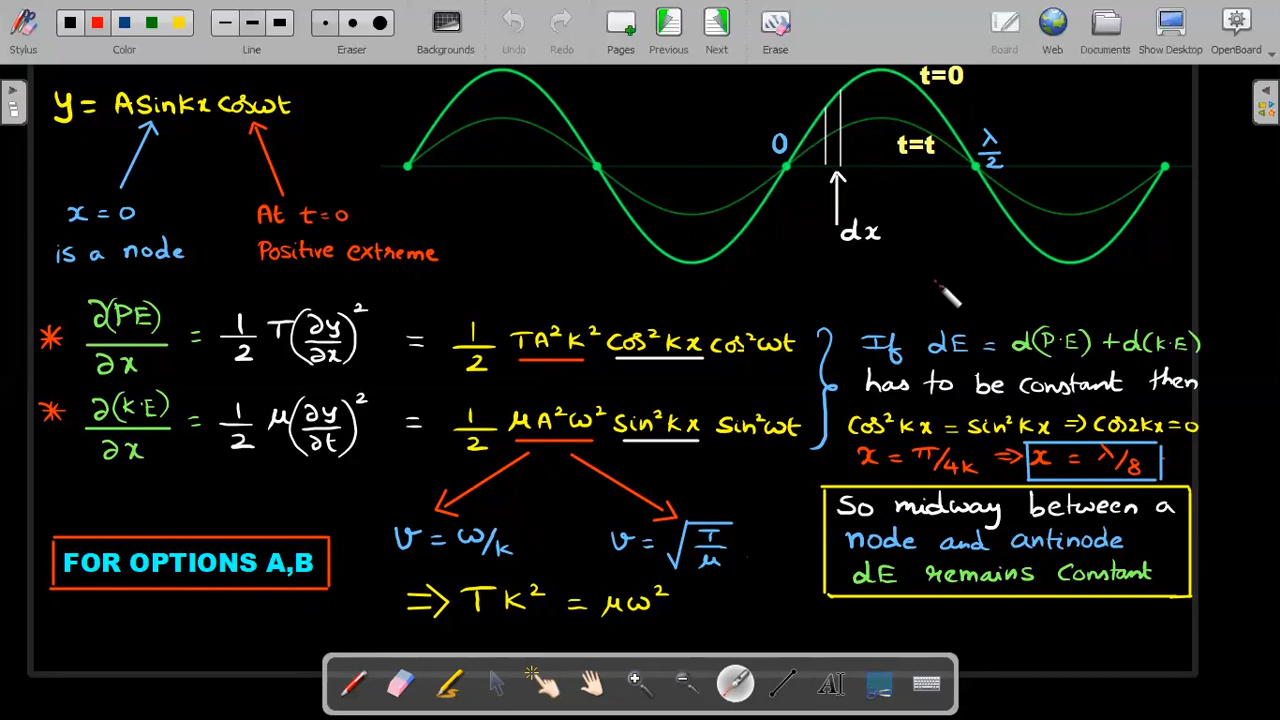 Stylus
Color
Line
Eraser
Backgrounds
Undo
Redo
Pages
Previous
Next
Erase
Board
Web
Documents
Show Desktop
OpenBoard
y = A sin kx cos ωt
x = 0
is a node
At t = 0
Positive extreme
t=0
t=t
0
λ/2
dx
* ∂(PE)/∂x = 1/2 T(∂y/∂x)² = 1/2 TA²K² Cos²Kx cos²ωt
* ∂(K·E)/∂x = 1/2 μ(∂y/∂t)² = 1/2 μA²ω² Sin²Kx Sin²ωt
If dE = d(P·E) + d(K·E)
has to be constant then
Cos²Kx = Sin²Kx ⇒ Cos2Kx = 0
x = π/4K ⇒ x = λ/8
So midway between a
node and antinode
dE remains Constant
FOR OPTIONS A,B
v = ω/K
v = √(T/μ)
⇒ TK² = μω²